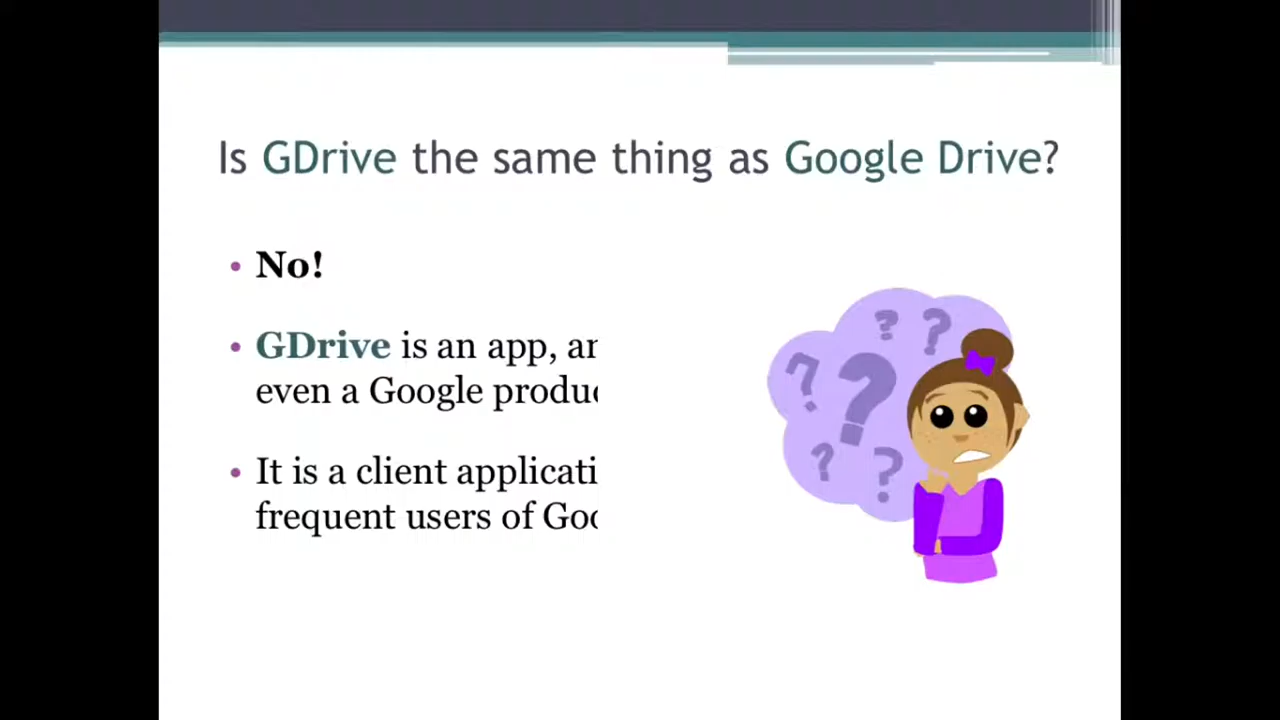 Is GDrive the same thing as Google Drive?
No!
GDrive is an app,
even a Google
It is a client
frequent users of
? ? ? ? ? ?